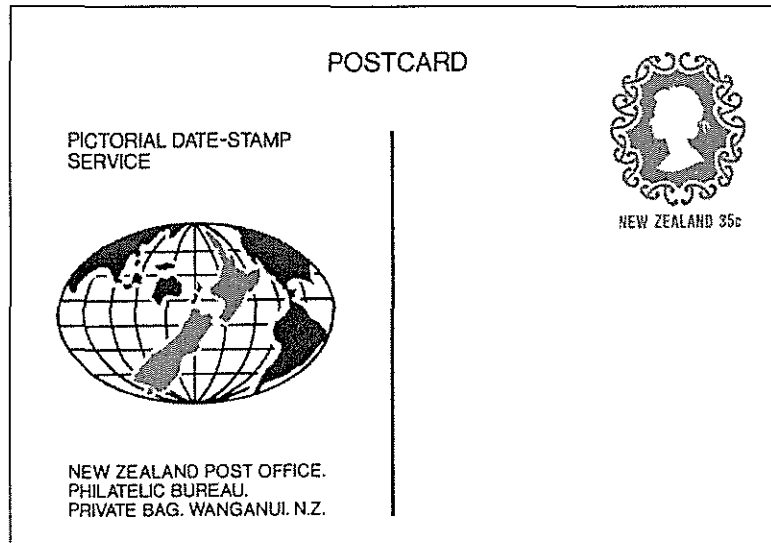 POSTCARD
PICTORIAL DATE-STAMP
SERVICE
NEW ZEALAND 35c
NEW ZEALAND POST OFFICE.
PHILATELIC BUREAU.
PRIVATE BAG. WANGANUI. N.Z.